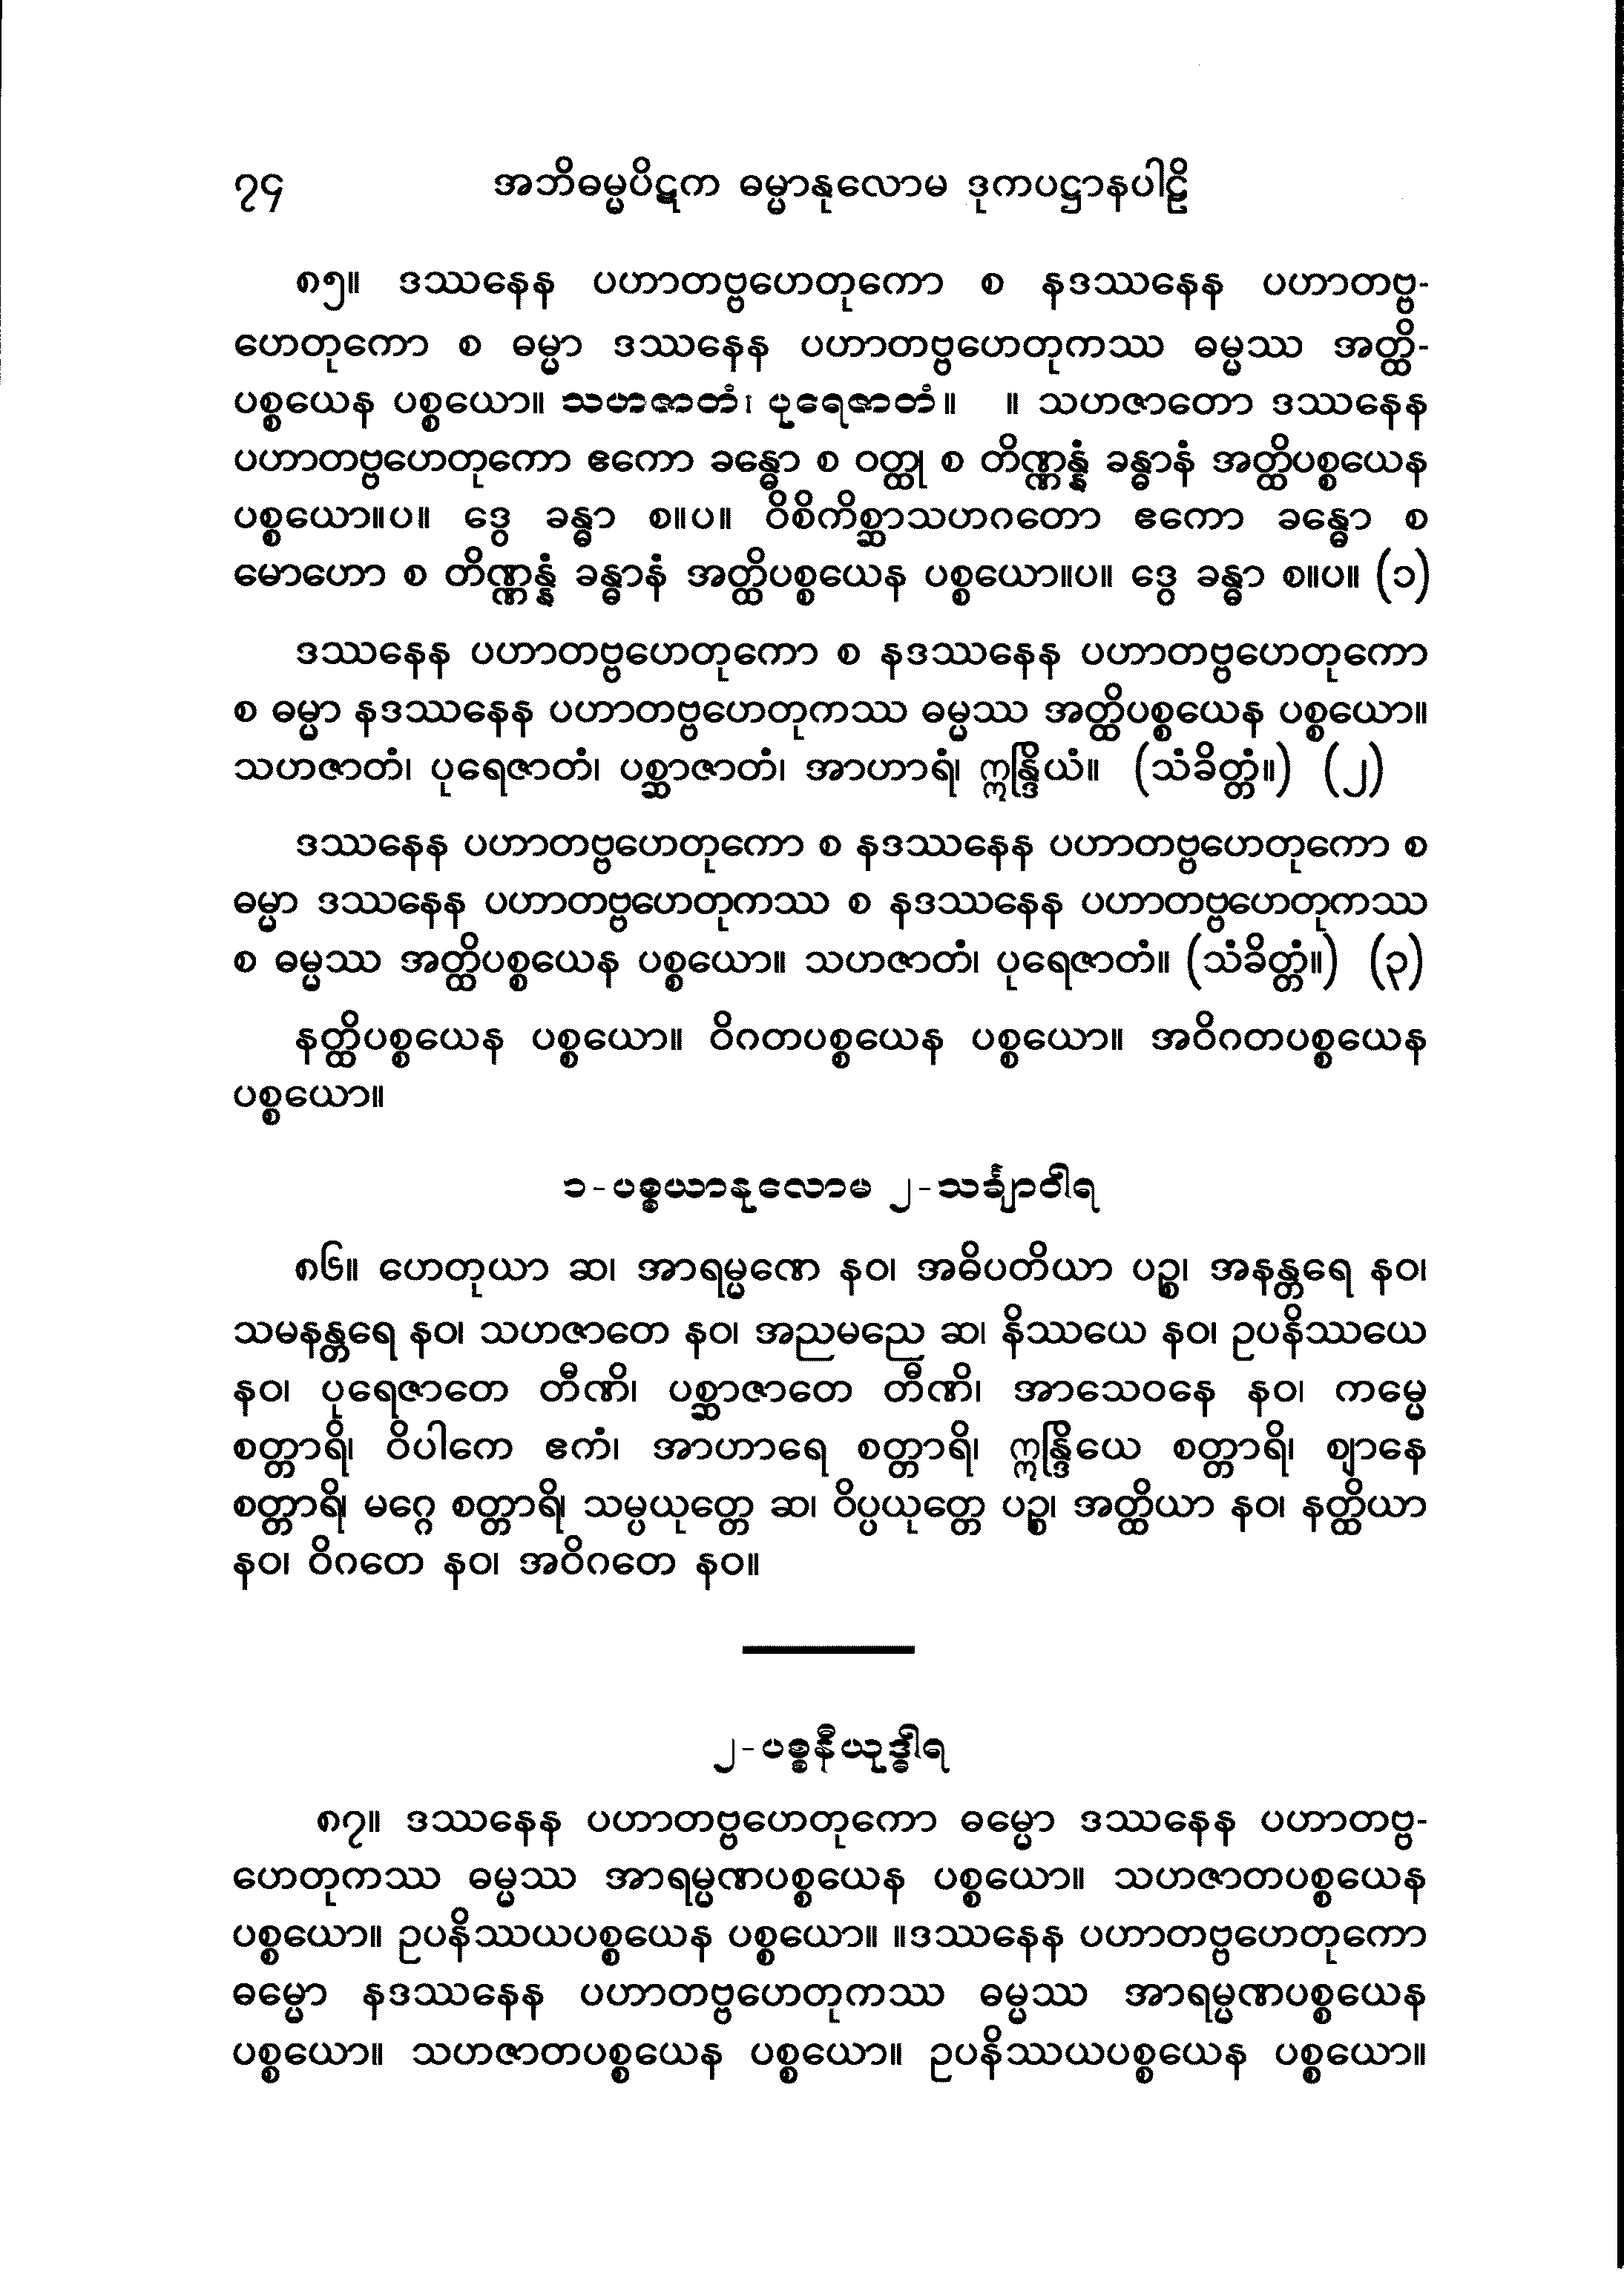 ၇၄ အဘိဓမ္မပိဋက ဓမ္မာနုလောမ ဒုကပဋ္ဌာနပါဠိ
၈၅။ ဒဿနေန ပဟာတဗ္ဗဟေတုကော စ နဒဿနေန ပဟာတဗ္ဗ-
ဟေတုကော စ ဓမ္မာ ဒဿနေန ပဟာတဗ္ဗဟေတုကဿ ဓမ္မဿ အတ္ထိ-
ပစ္စယေန ပစ္စယော။ သဟဇာတံ၊ ပုရေဇာတံ။ ။ သဟဇာတော ဒဿနေန
ပဟာတဗ္ဗဟေတုကော ဧကော ခန္ဓော စ ဝတ္ထု စ တိဏ္ဏန္နံ ခန္ဓာနံ အတ္ထိပစ္စယေန
ပစ္စယော။ပ။ ဒွေ ခန္ဓာ စ။ပ။ ဝိစိကိစ္ဆာသဟဂတော ဧကော ခန္ဓော စ
မောဟော စ တိဏ္ဏန္နံ ခန္ဓာနံ အတ္ထိပစ္စယေန ပစ္စယော။ပ။ ဒွေ ခန္ဓာ စ။ပ။ (၁)
ဒဿနေန ပဟာတဗ္ဗဟေတုကော စ နဒဿနေန ပဟာတဗ္ဗဟေတုကော
စ ဓမ္မာ နဒဿနေန ပဟာတဗ္ဗဟေတုကဿ ဓမ္မဿ အတ္ထိပစ္စယေန ပစ္စယော။
သဟဇာတံ၊ ပုရေဇာတံ၊ ပစ္ဆာဇာတံ၊ အာဟာရံ၊ ဣန္ဒြိယံ။ (သံခိတ္တံ။) (၂)
ဒဿနေန ပဟာတဗ္ဗဟေတုကော စ နဒဿနေန ပဟာတဗ္ဗဟေတုကော စ
ဓမ္မာ ဒဿနေန ပဟာတဗ္ဗဟေတုကဿ စ နဒဿနေန ပဟာတဗ္ဗဟေတုကဿ
စ ဓမ္မဿ အတ္ထိပစ္စယေန ပစ္စယော။ သဟဇာတံ၊ ပုရေဇာတံ။ (သံခိတ္တံ။) (၃)
နတ္ထိပစ္စယေန ပစ္စယော။ ဝိဂတပစ္စယေန ပစ္စယော။ အဝိဂတပစ္စယေန
ပစ္စယော။
၁-ပစ္စယာနုလောမ ၂-သင်္ချာဝါရ
၈၆။ ဟေတုယာ ဆ၊ အာရမ္မဏေ နဝ၊ အဓိပတိယာ ပဉ္စ၊ အနန္တရေ နဝ၊
သမနန္တရေ နဝ၊ သဟဇာတေ နဝ၊ အညမညေ ဆ၊ နိဿယေ နဝ၊ ဥပနိဿယေ
နဝ၊ ပုရေဇာတေ တီဏိ၊ ပစ္ဆာဇာတေ တီဏိ၊ အာသေဝနေ နဝ၊ ကမ္မေ
စတ္တာရိ၊ ဝိပါကေ ဧကံ၊ အာဟာရေ စတ္တာရိ၊ ဣန္ဒြိယေ စတ္တာရိ၊ ဈာနေ
စတ္တာရိ၊ မဂ္ဂေ စတ္တာရိ၊ သမ္ပယုတ္တေ ဆ၊ ဝိပ္ပယုတ္တေ ပဉ္စ၊ အတ္ထိယာ နဝ၊ နတ္ထိယာ
နဝ၊ ဝိဂတေ နဝ၊ အဝိဂတေ နဝ။
၂-ပစ္စနီယုဒ္ဓါရ
၈၇။ ဒဿနေန ပဟာတဗ္ဗဟေတုကော ဓမ္မော ဒဿနေန ပဟာတဗ္ဗ-
ဟေတုကဿ ဓမ္မဿ အာရမ္မဏပစ္စယေန ပစ္စယော။ သဟဇာတပစ္စယေန
ပစ္စယော။ ဥပနိဿယပစ္စယေန ပစ္စယော။ ။ဒဿနေန ပဟာတဗ္ဗဟေတုကော
ဓမ္မော နဒဿနေန ပဟာတဗ္ဗဟေတုကဿ ဓမ္မဿ အာရမ္မဏပစ္စယေန
ပစ္စယော။ သဟဇာတပစ္စယေန ပစ္စယော။ ဥပနိဿယပစ္စယေန ပစ္စယော။